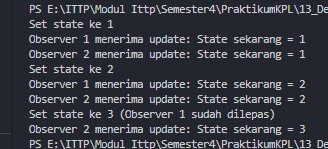 PS E:\ITTP\Modul Ittp\Semester4\PraktikumKPL\13_De
Set state ke 1
Observer 1 menerima update: State sekarang = 1
Observer 2 menerima update: State sekarang = 1
Set state ke 2
Observer 1 menerima update: State sekarang = 2
Observer 2 menerima update: State sekarang = 2
Set state ke 3 (Observer 1 sudah dilepas)
Observer 2 menerima update: State sekarang = 3
PS E:\ITTP\Modul Ittp\Semester4\PraktikumKPL\13_De